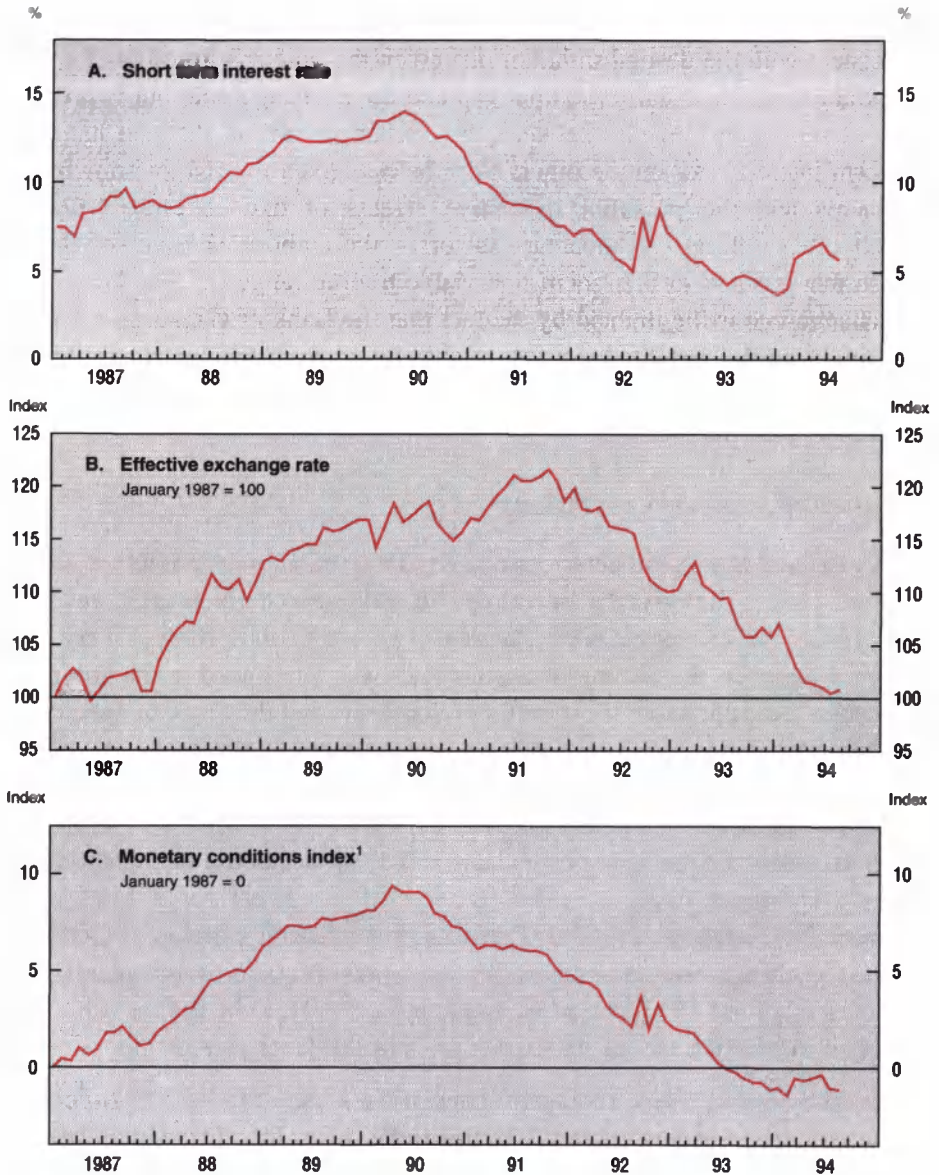 % %
A. Short interest
15 15
10 10
5 5
0 0
1987 88 89 90 91 92 93 94
Index Index
125 125
B. Effective exchange rate
January 1987 = 100
120 120
115 115
110 110
105 105
100 100
95 95
1987 88 89 90 91 92 93 94
Index Index
C. Monetary conditions index¹
January 1987 = 0
10 10
5 5
0 0
1987 88 89 90 91 92 93 94